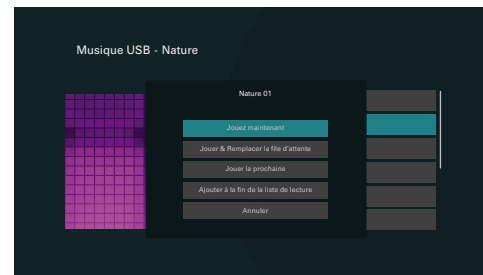 Musique USB - Nature
Nature 01
Jouez maintenant
Jouer & Remplacer la file d'attente
Jouer la prochaine
Ajouter à la fin de la liste de lecture
Annuler